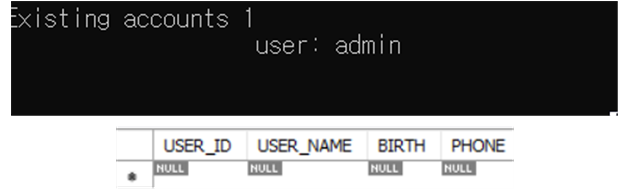 Existing accounts 1
user: admin
USER_ID USER_NAME BIRTH PHONE
NULL NULL NULL NULL